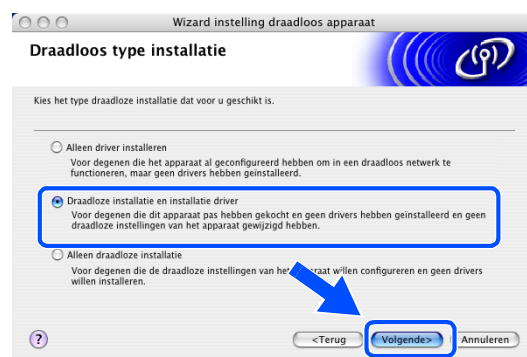 Wizard instelling draadloos apparaat
Draadloos type installatie
Kies het type draadloze installatie dat voor u geschikt is.
Alleen driver installeren
Voor degenen die het apparaat al geconfigureerd hebben om in een draadloos netwerk te
functioneren, maar geen drivers hebben geïnstalleerd.
Draadloze installatie en installatie driver
Voor degenen die dit apparaat pas hebben gekocht en geen drivers hebben geïnstalleerd en geen
draadloze instellingen van het apparaat gewijzigd hebben.
Alleen draadloze installatie
Voor degenen die de draadloze instellingen van het willen configureren en geen drivers
willen installeren.
?
<Terug
Volgende>
Annuleren